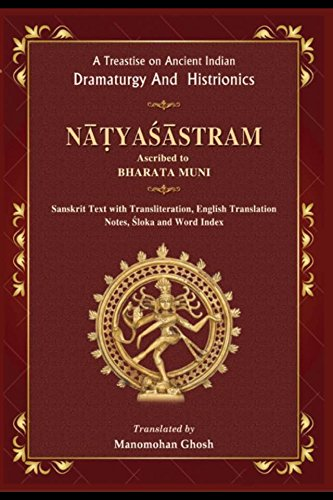 A Treatise on Ancient Indian
Dramaturgy And Histrionics
NĀṬYAŚĀSTRAM
Ascribed to
BHARATA MUNI
Sanskrit Text with Transliteration, English Translation
Notes, Śloka and Word Index
Translated by
Manomohan Ghosh